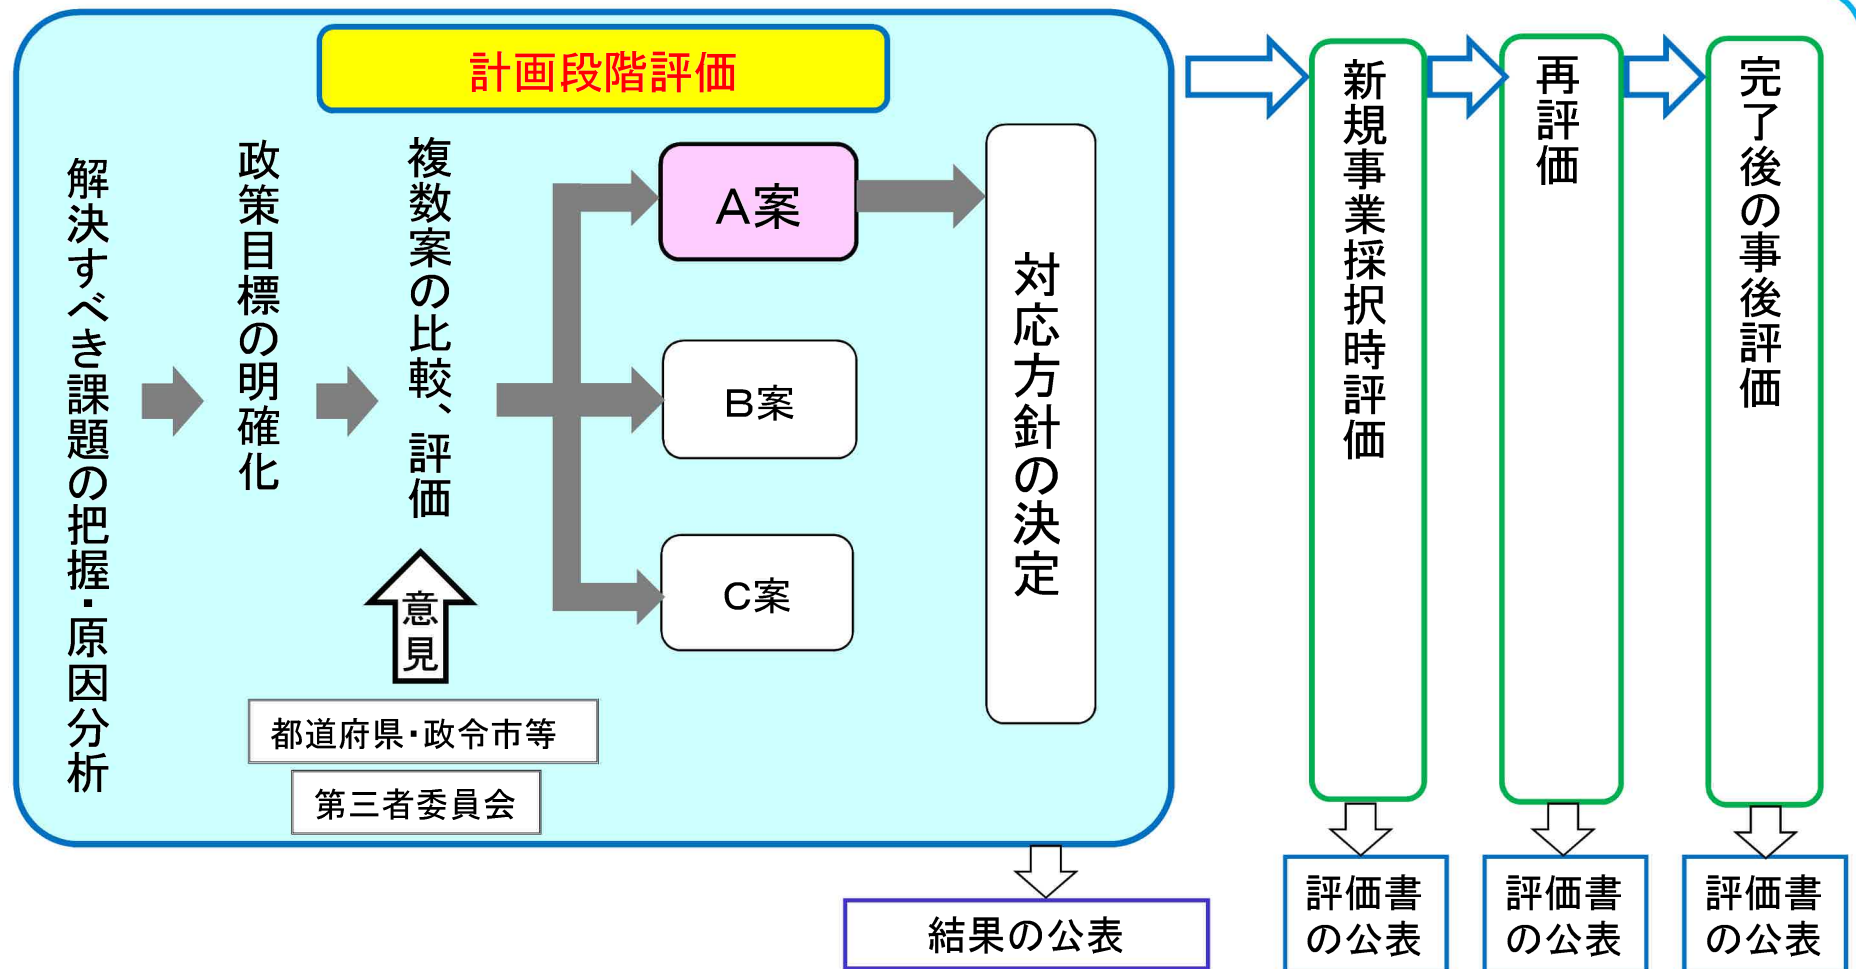 計画段階評価
解決すべき課題の把握・原因分析
政策目標の明確化
複数案の比較、評価
意見
都道府県・政令市等
第三者委員会
A案
B案
C案
対応方針の決定
結果の公表
新規事業採択時評価
再評価
完了後の事後評価
評価書
の公表
評価書
の公表
評価書
の公表